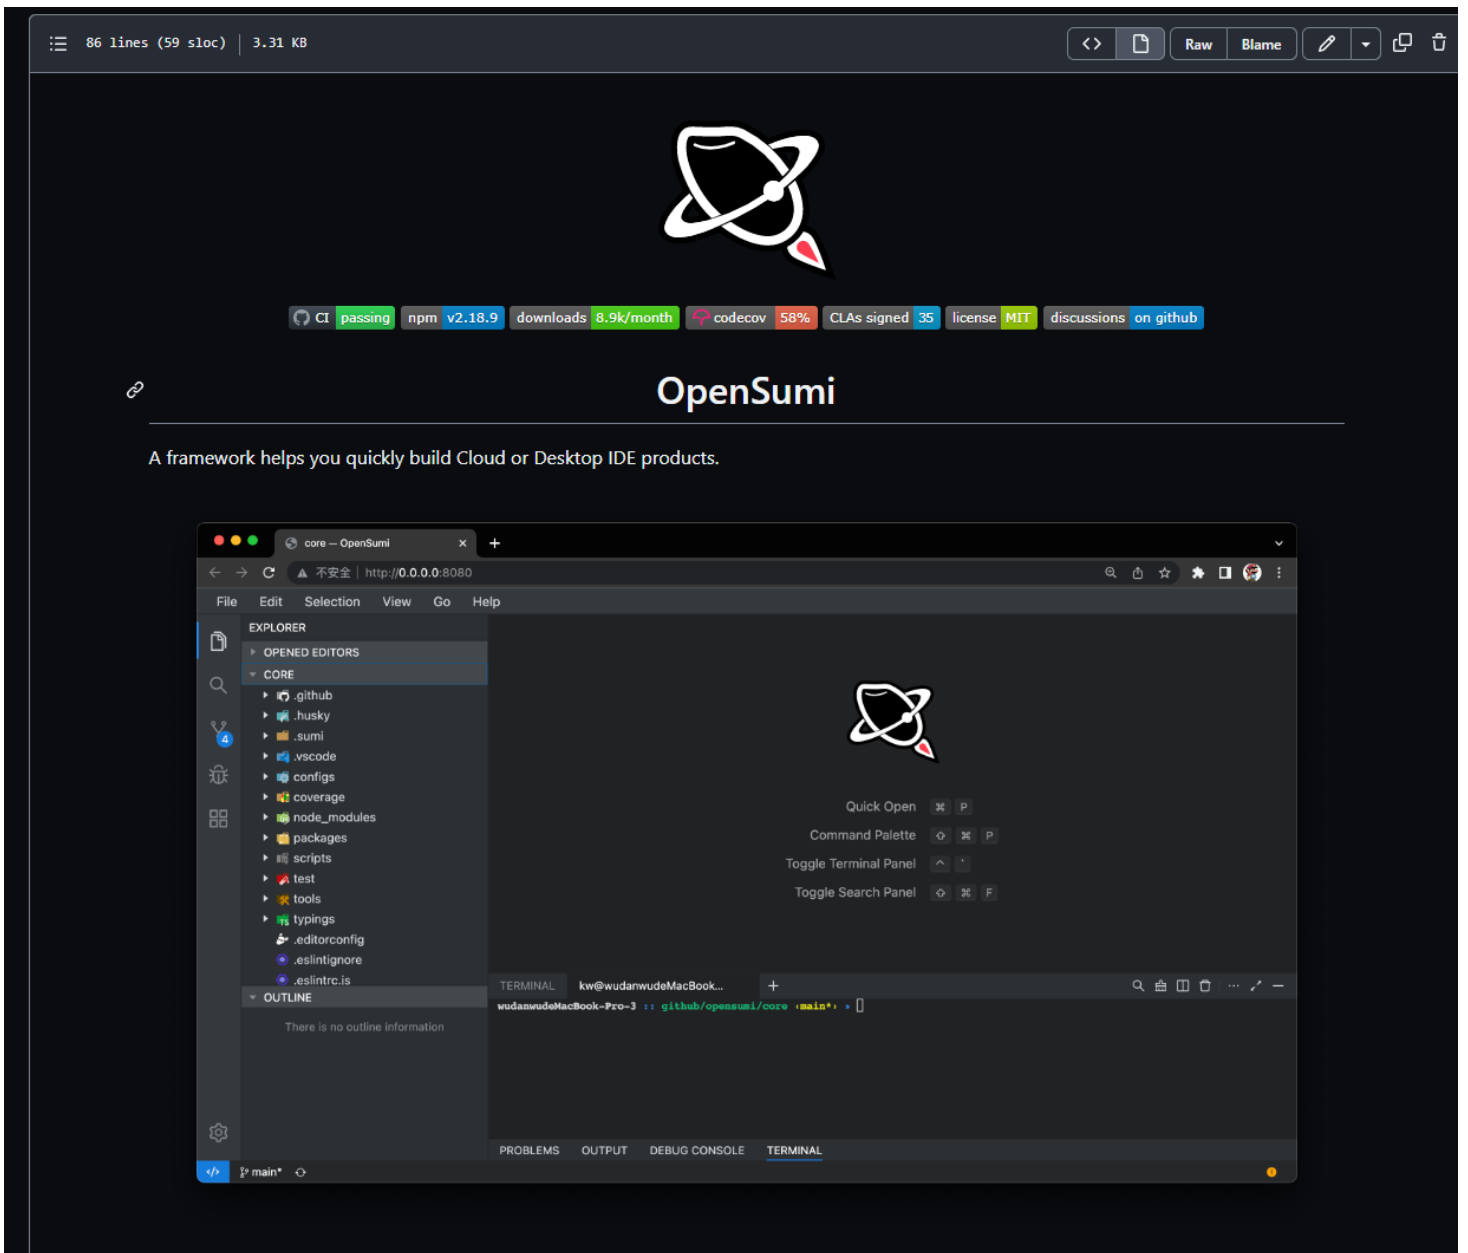 86 lines (59 sloc) 3.31 KB
<> Raw Blame
CI passing npm v2.18.9 downloads 8.9k/month codecov 58% CLAs signed 35 license MIT discussions on github
OpenSumi
A framework helps you quickly build Cloud or Desktop IDE products.
core — OpenSumi
不安全 http://0.0.0.0:8080
File Edit Selection View Go Help
EXPLORER
OPENED EDITORS
CORE
.github
.husky
.sumi
.vscode
4
configs
coverage
node_modules
packages
scripts
test
tools
typings
.editorconfig
.eslintignore
.eslintrc.js
OUTLINE
There is no outline information
Quick Open ⌘ P
Command Palette ⇧ ⌘ P
Toggle Terminal Panel ^ `
Toggle Search Panel ⇧ ⌘ F
TERMINAL kw@wudanwudeMacBook... +
wudanwudeMacBook-Pro-3 :: github/opensumi/core ‹main*› »
PROBLEMS OUTPUT DEBUG CONSOLE TERMINAL
</> main*